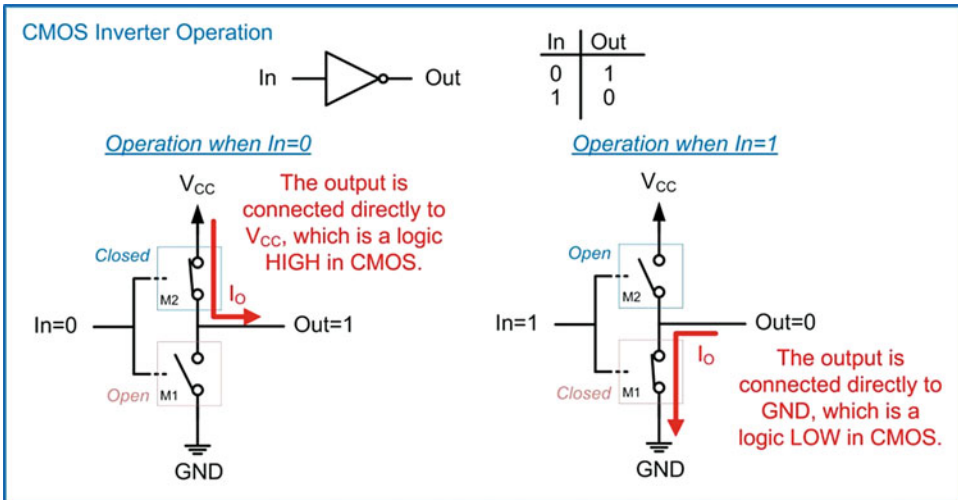 CMOS Inverter Operation
In Out
In Out
0 1
1 0
Operation when In=0
VCC
The output is
connected directly to
VCC, which is a logic
HIGH in CMOS.
Closed
M2
IO
In=0
Out=1
Open
M1
GND
Operation when In=1
VCC
Open
M2
In=1
Out=0
IO
Closed
M1
The output is
connected directly to
GND, which is a
logic LOW in CMOS.
GND